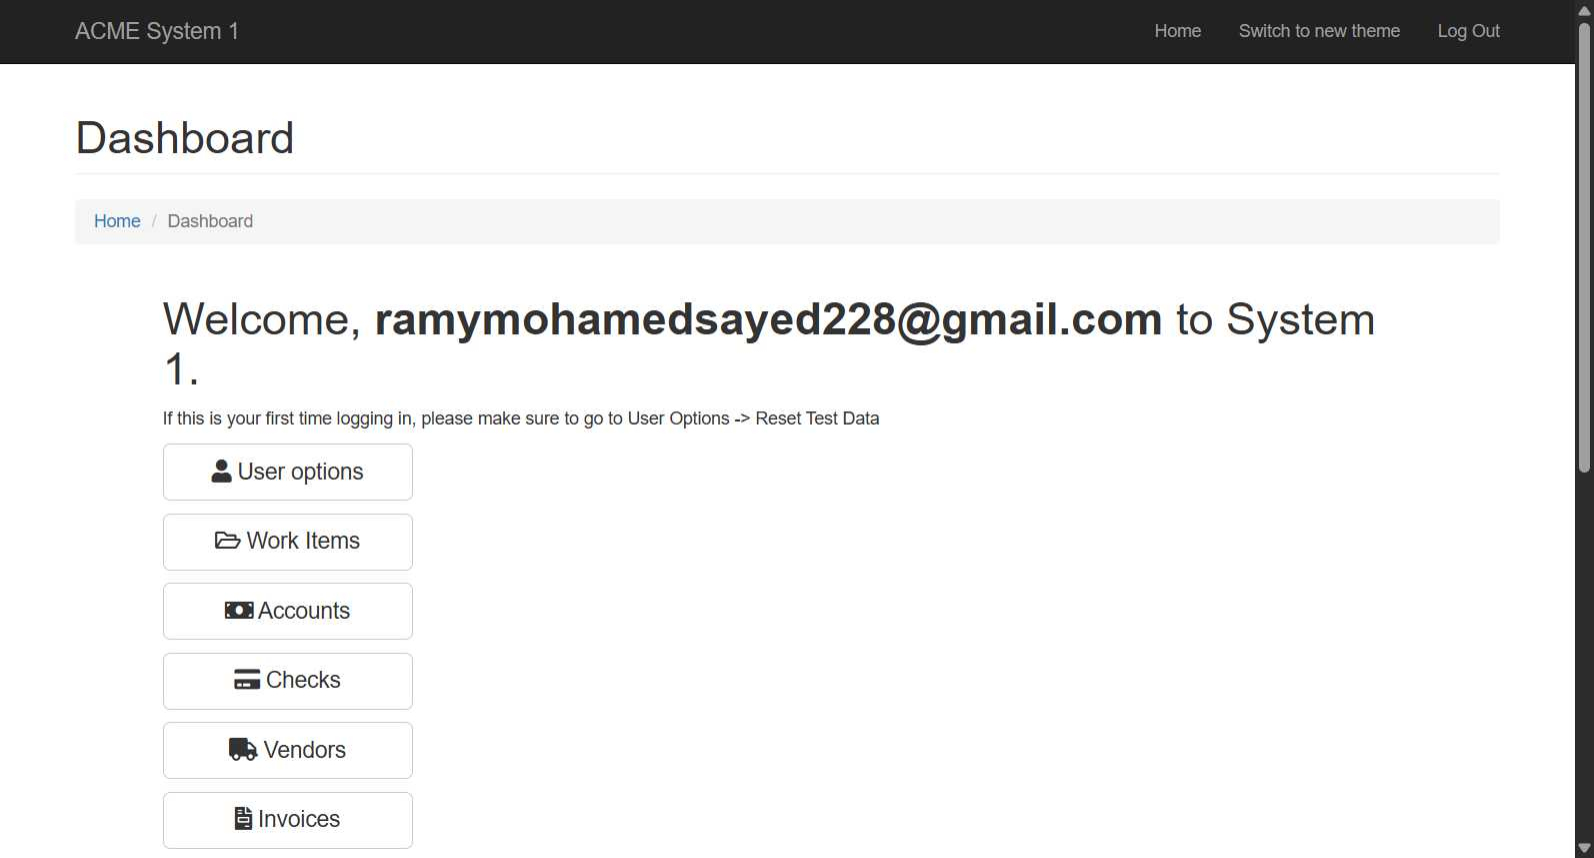 ACME System 1
Home
Switch to new theme
Log Out
Dashboard
Home / Dashboard
Welcome, ramymohamedsayed228@gmail.com to System
1.
If this is your first time logging in, please make sure to go to User Options -> Reset Test Data
User options
Work Items
Accounts
Checks
Vendors
Invoices